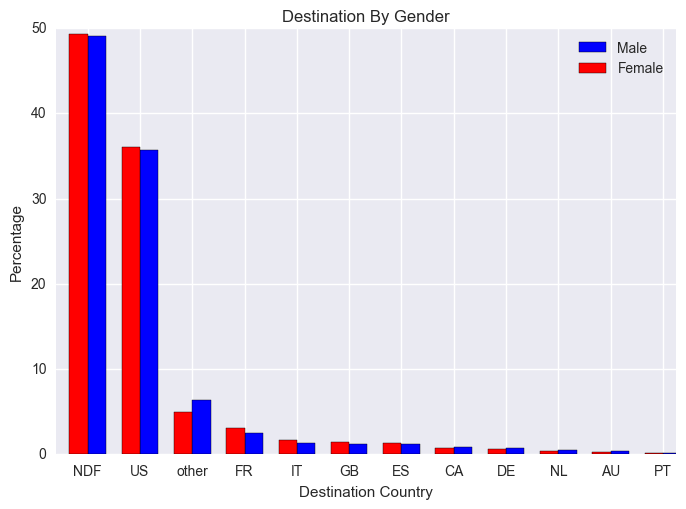 Destination By Gender
50
40
30
20
10
0
Percentage
Male
Female
NDF US other FR IT GB ES CA DE NL AU PT
Destination Country